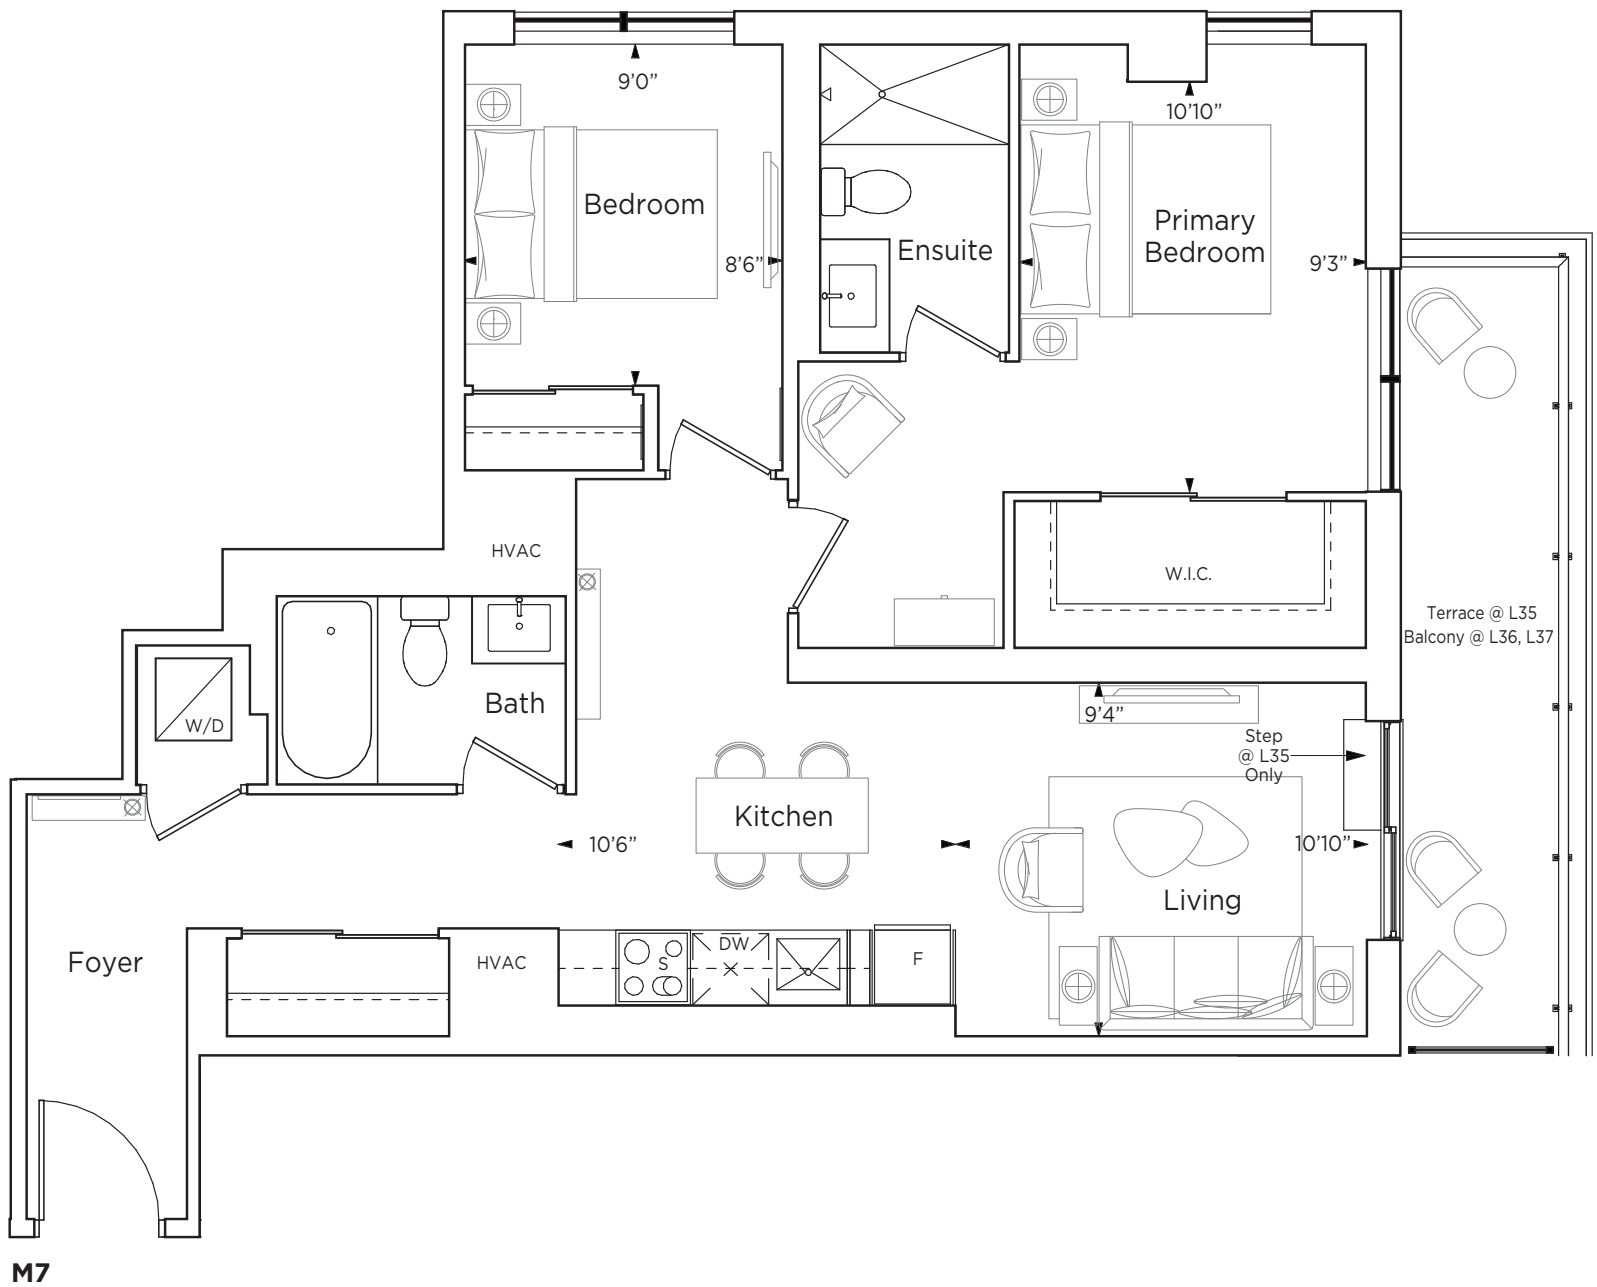 9'0”
10'10”
Bedroom
Primary
Bedroom
Ensuite
8'6”
9'3”
HVAC
W.I.C.
Terrace @ L35
Balcony @ L36, L37
Bath
W/D
9'4”
Step
@ L35
Only
Kitchen
10'6”
10'10”
Living
Foyer
HVAC
S
DW
F
M7